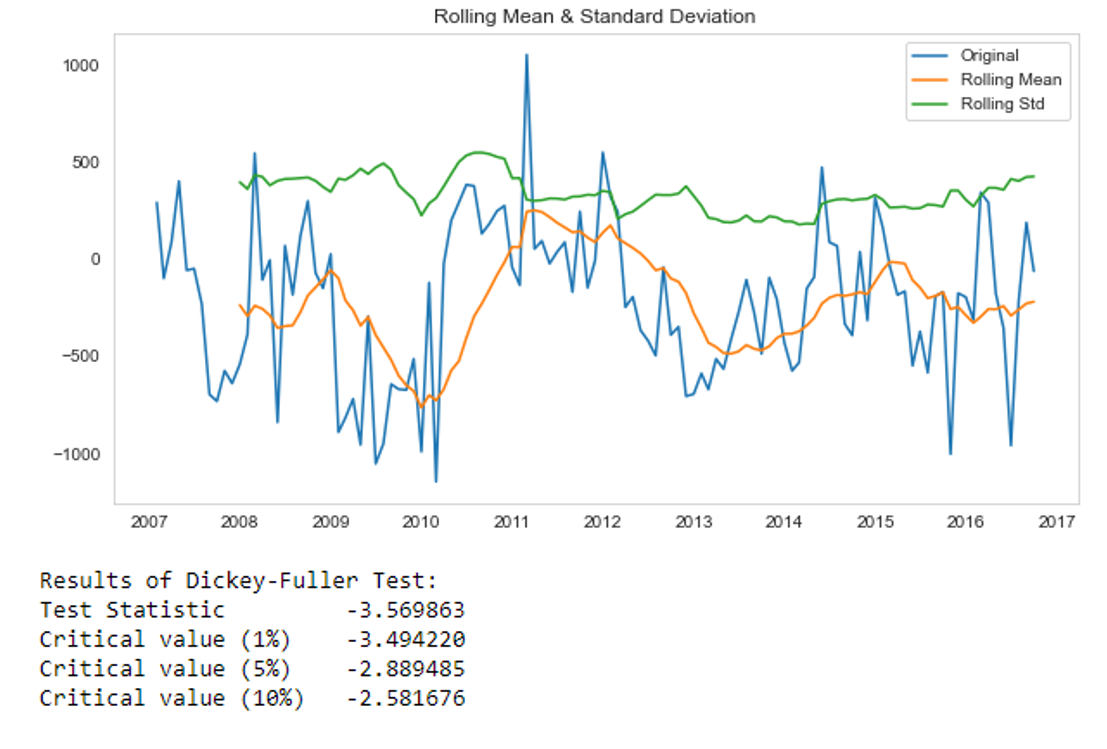 Rolling Mean & Standard Deviation
Original
Rolling Mean
Rolling Std
1000
500
0
−500
−1000
2007 2008 2009 2010 2011 2012 2013 2014 2015 2016 2017
Results of Dickey-Fuller Test:
Test Statistic -3.569863
Critical value (1%) -3.494220
Critical value (5%) -2.889485
Critical value (10%) -2.581676